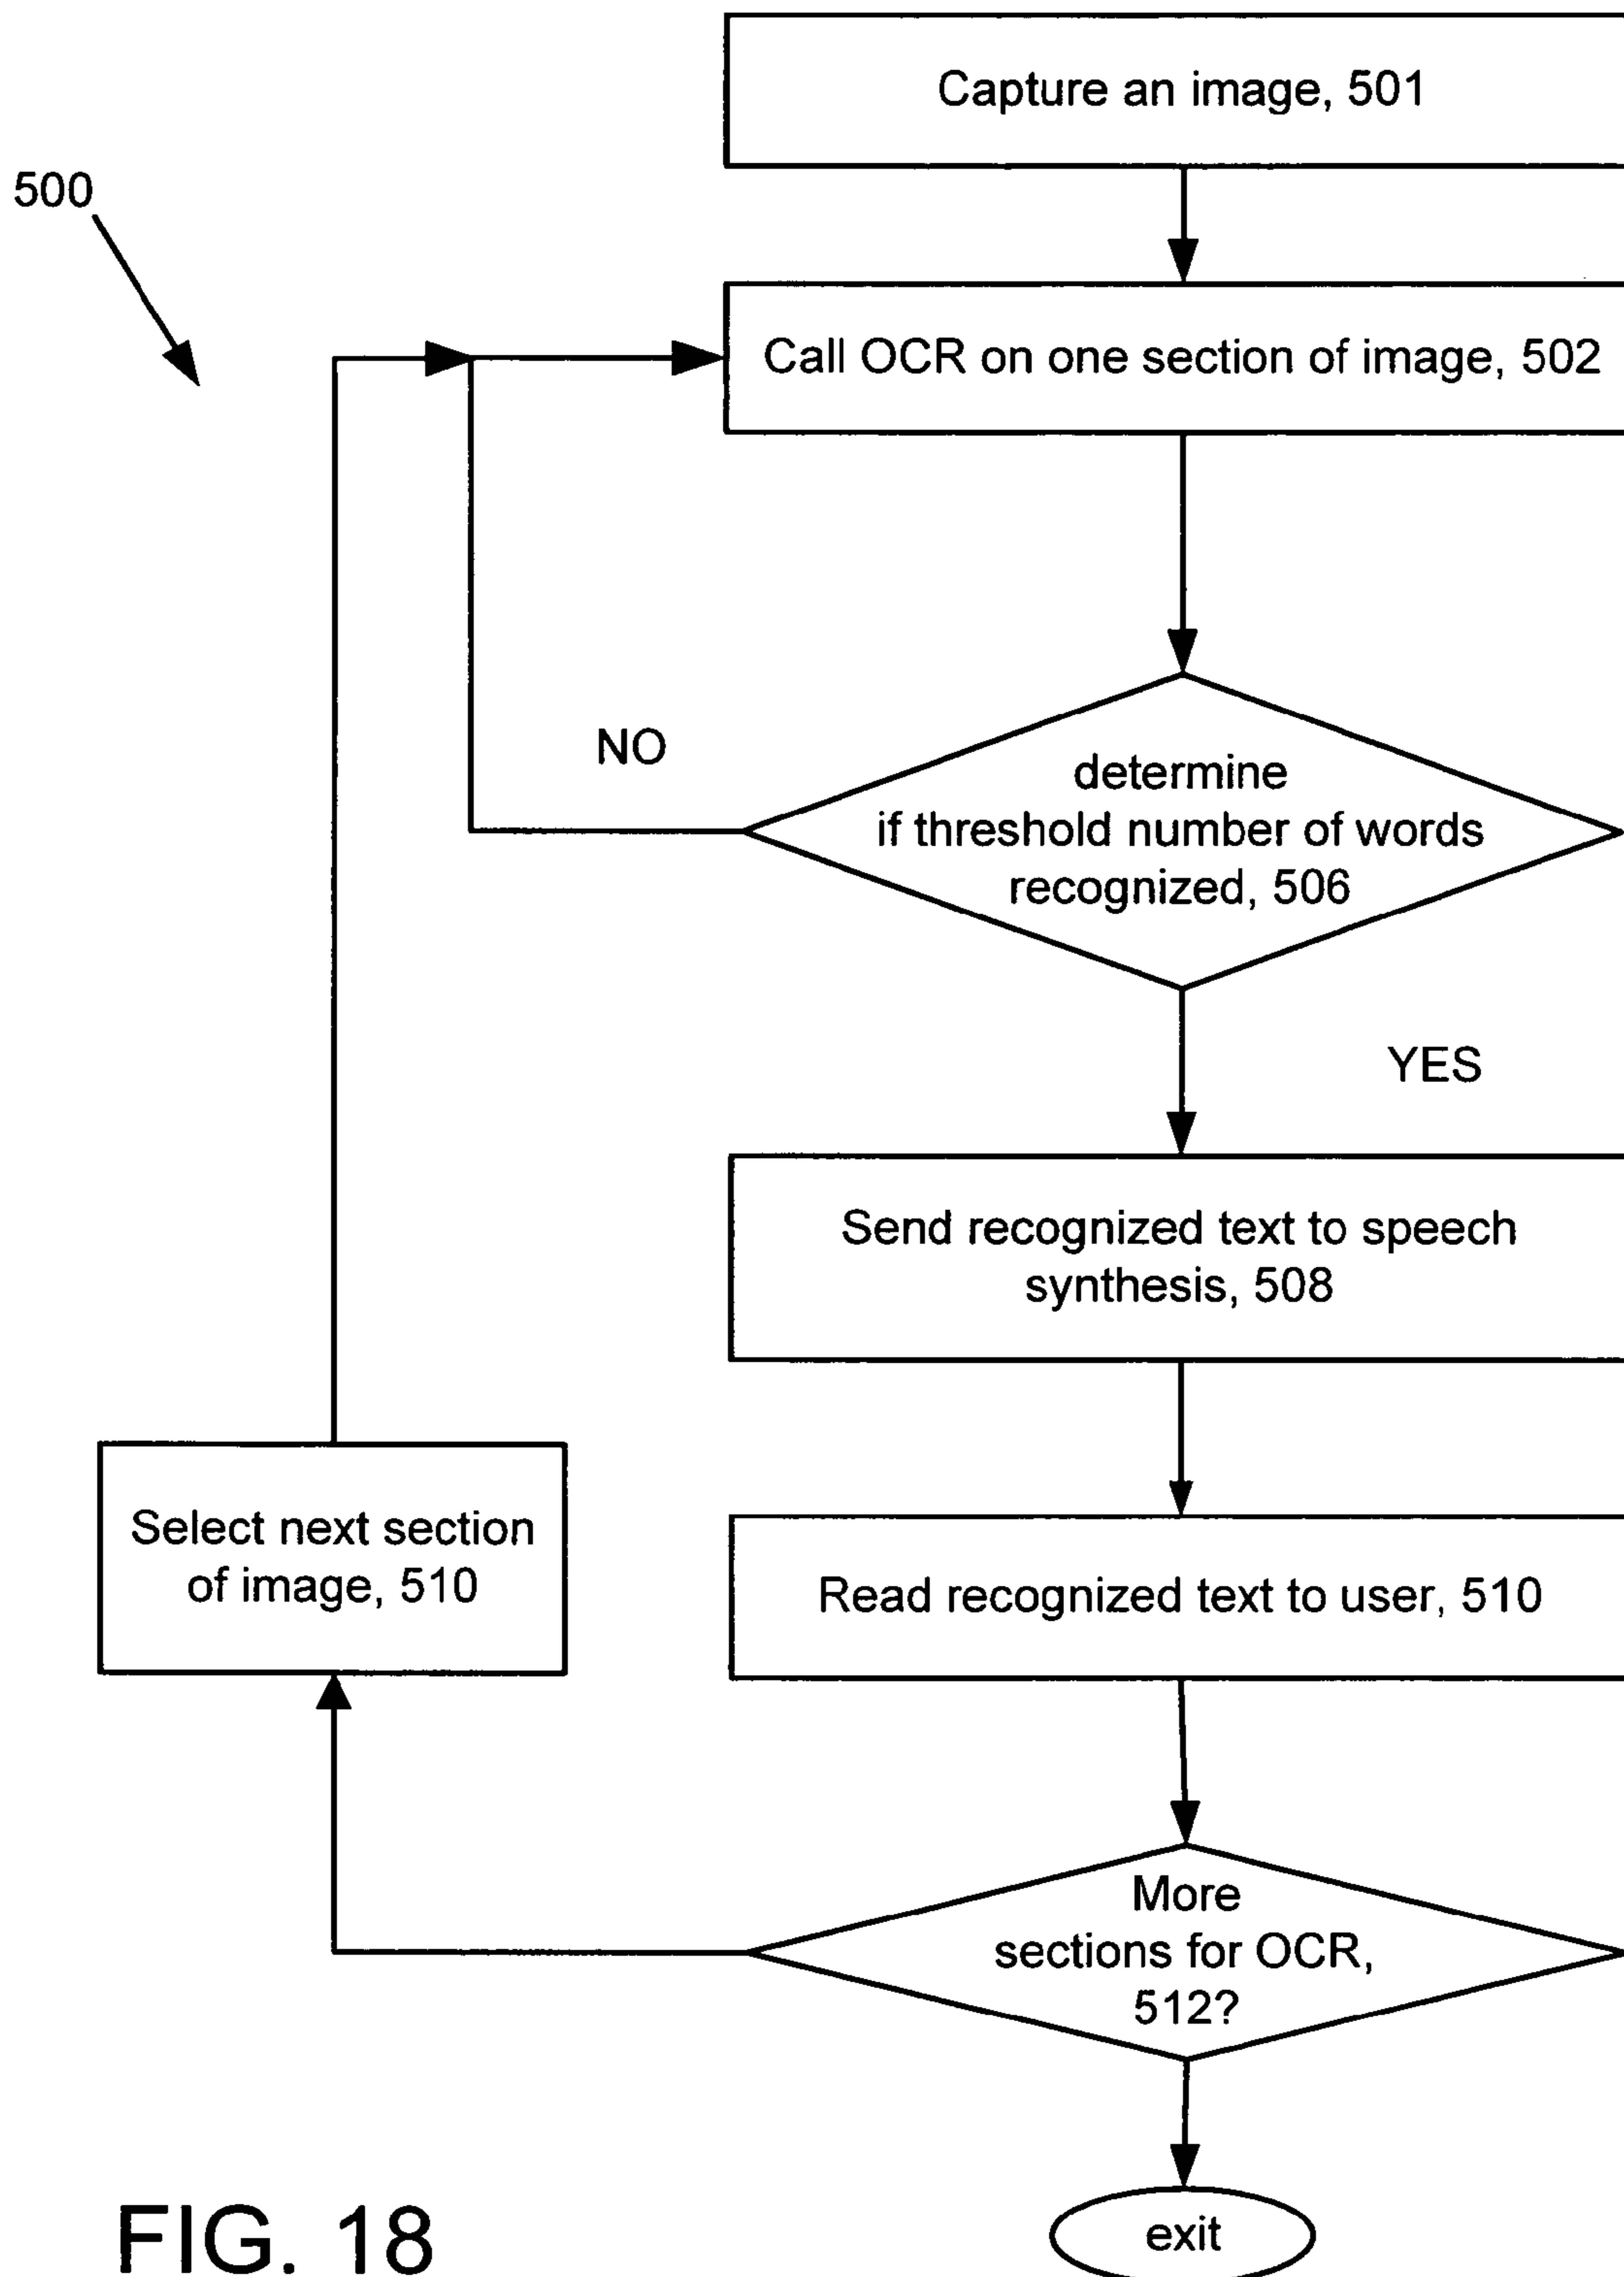 Capture an image, 501
500
Call OCR on one section of image, 502
NO
determine
if threshold number of words
recognized, 506
YES
Send recognized text to speech
synthesis, 508
Select next section
of image, 510
Read recognized text to user, 510
More
sections for OCR,
512?
exit
FIG. 18